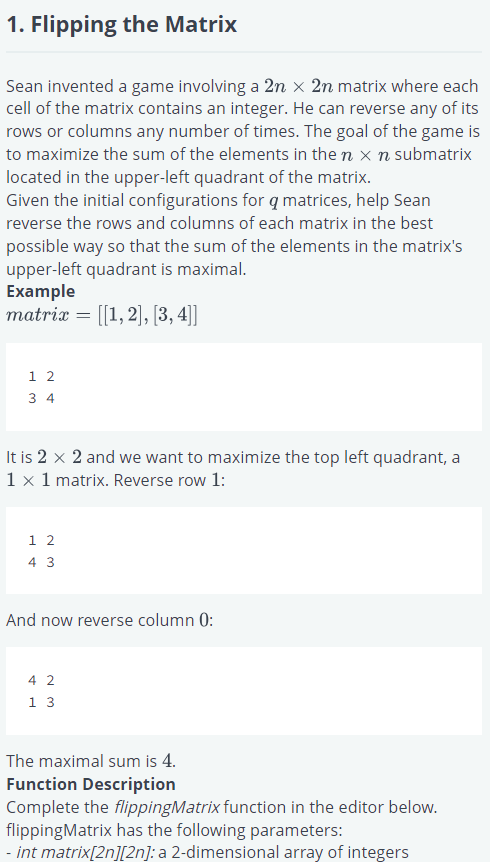 1. Flipping the Matrix
Sean invented a game involving a 2n × 2n matrix where each
cell of the matrix contains an integer. He can reverse any of its
rows or columns any number of times. The goal of the game is
to maximize the sum of the elements in the n × n submatrix
located in the upper-left quadrant of the matrix.
Given the initial configurations for q matrices, help Sean
reverse the rows and columns of each matrix in the best
possible way so that the sum of the elements in the matrix's
upper-left quadrant is maximal.
Example
matrix = [[1, 2], [3, 4]]
1 2
3 4
It is 2 × 2 and we want to maximize the top left quadrant, a
1 × 1 matrix. Reverse row 1:
1 2
4 3
And now reverse column 0:
4 2
1 3
The maximal sum is 4.
Function Description
Complete the flippingMatrix function in the editor below.
flippingMatrix has the following parameters:
- int matrix[2n][2n]: a 2-dimensional array of integers